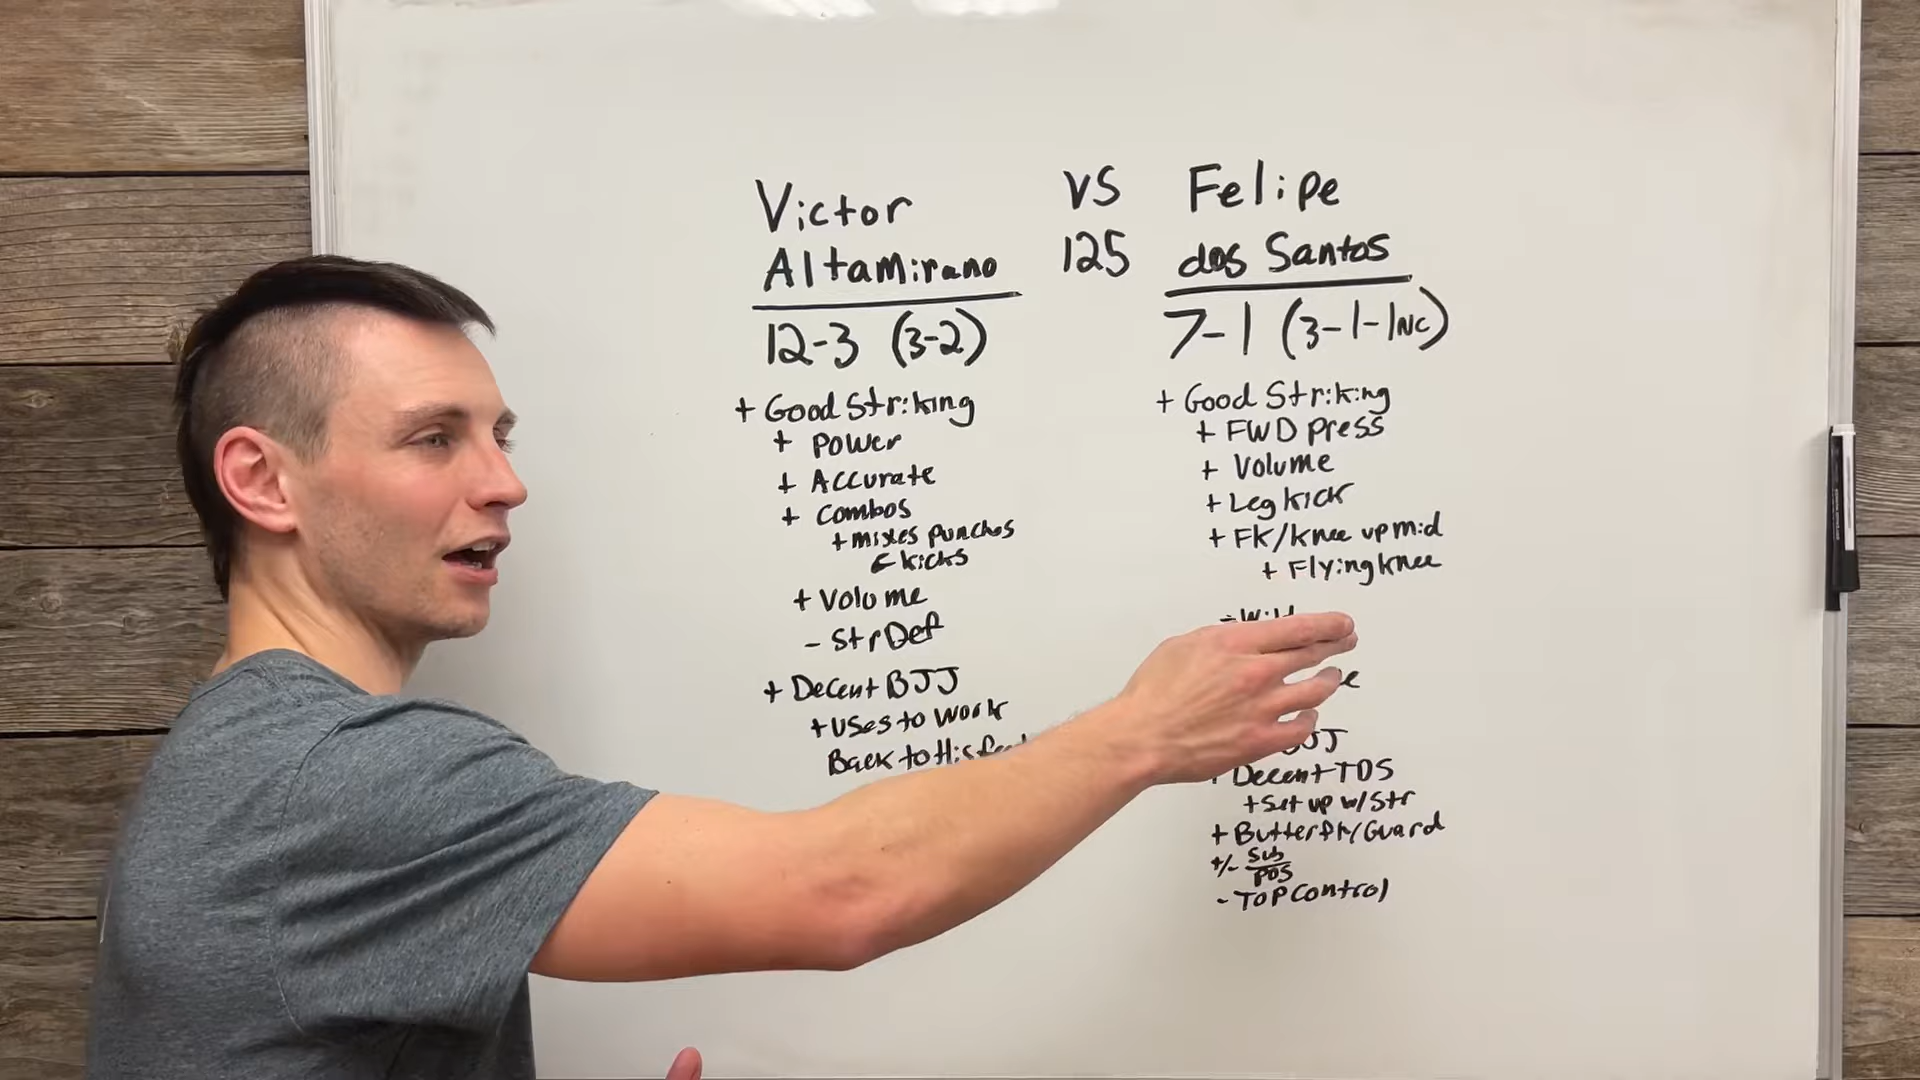 Victor
Altamirano
12-3 (3-2)
+ Good Striking
+ Power
+ Accurate
+ Combos
+ mixes punches
& kicks
+ Volume
- Str Def
+ Decent BJJ
+ Uses to work
Back to His
VS
125
Felipe
dos Santos
7-1 (3-1-1NC)
+ Good Striking
+ FWD press
+ Volume
+ Leg kick
+ Fk/knee up mid
+ Flying knee
BJJ
+ Decent TDS
+ Set up w/ Str
+ Butterfly/Guard
+/- Sub
Pos
- Top Control